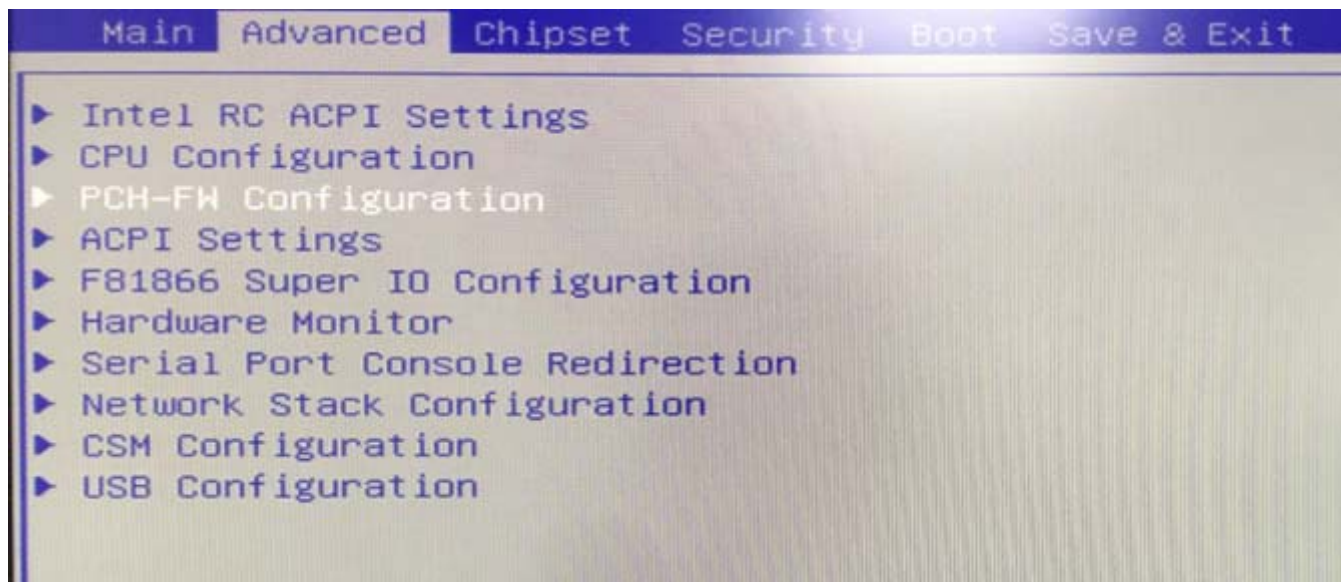 Main Advanced Chipset Security Boot Save & Exit
Intel RC ACPI Settings
CPU Configuration
PCH-FW Configuration
ACPI Settings
F81866 Super IO Configuration
Hardware Monitor
Serial Port Console Redirection
Network Stack Configuration
CSM Configuration
USB Configuration